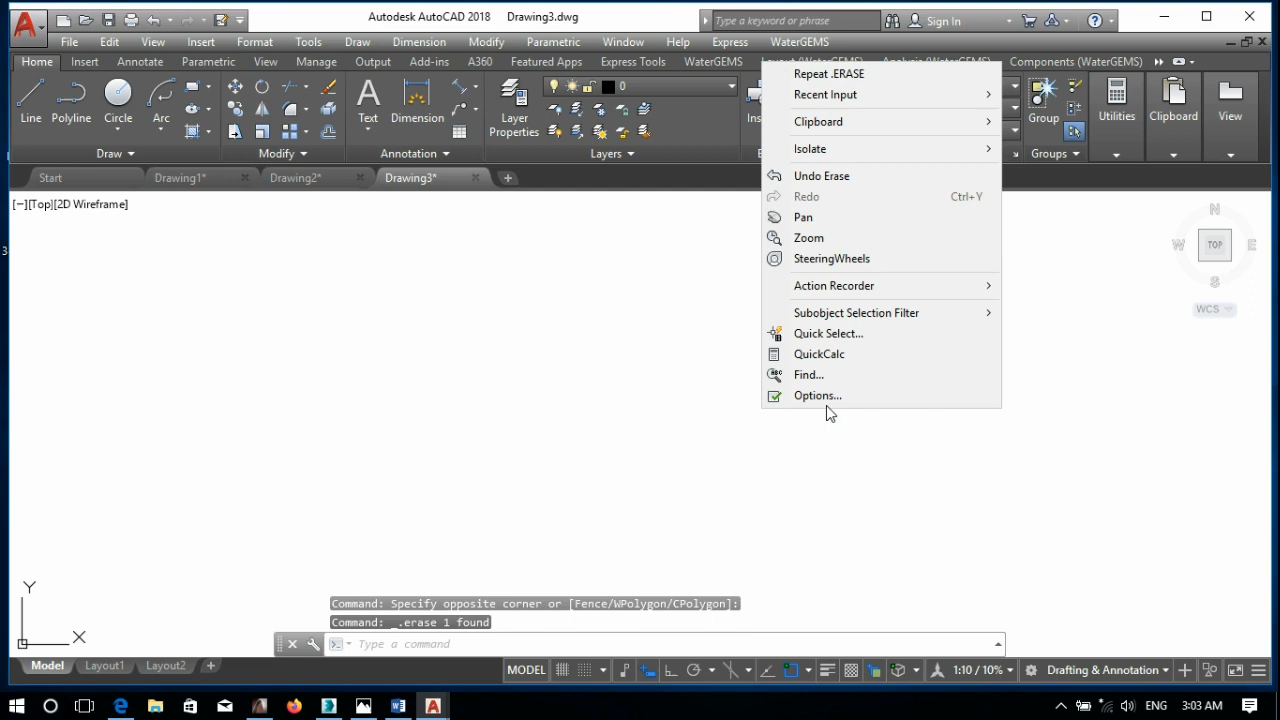 Autodesk AutoCAD 2018 Drawing3.dwg
Type a keyword or phrase
Sign In
File Edit View Insert Format Tools Draw Dimension Modify Parametric Window Help Express WaterGEMS
Home Insert Annotate Parametric View Manage Output Add-ins A360 Featured Apps Express Tools WaterGEMS Components (WaterGEMS)
Line Polyline Circle Arc
Text Dimension
Layer
Properties
0
Group Utilities Clipboard View
Draw Modify Annotation Layers Groups
Start Drawing1* Drawing2* Drawing3*
[−][Top][2D Wireframe]
Repeat .ERASE
Recent Input
Clipboard
Isolate
Undo Erase
Redo Ctrl+Y
Pan
Zoom
SteeringWheels
Action Recorder
Subobject Selection Filter
Quick Select...
QuickCalc
Find...
Options...
N
W TOP E
S
WCS
3
Y
X
Command: Specify opposite corner or [Fence/WPolygon/CPolygon]:
Command: _.erase 1 found
Type a command
Model Layout1 Layout2
MODEL 1:10 / 10% Drafting & Annotation
ENG 3:03 AM